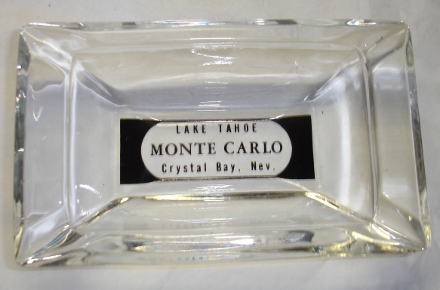 LAKE TAHOE
MONTE CARLO
Crystal Bay, Nev.